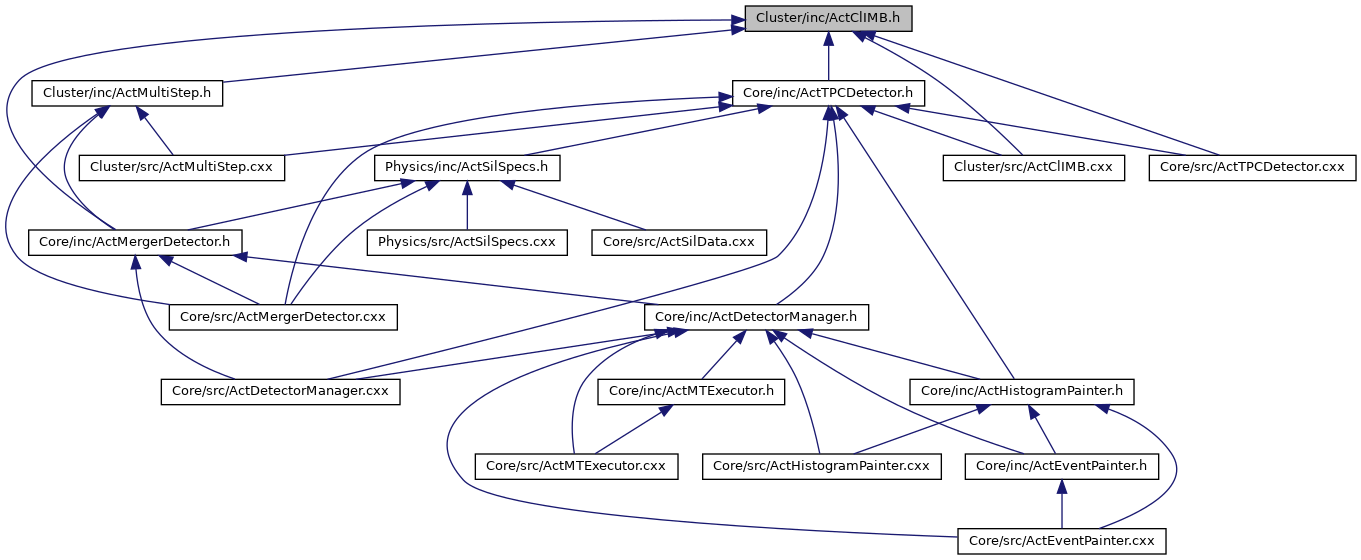 Cluster/inc/ActClIMB.h
Cluster/inc/ActMultiStep.h
Core/inc/ActTPCDetector.h
Cluster/src/ActMultiStep.cxx
Physics/inc/ActSilSpecs.h
Cluster/src/ActClIMB.cxx
Core/src/ActTPCDetector.cxx
Core/inc/ActMergerDetector.h
Physics/src/ActSilSpecs.cxx
Core/src/ActSilData.cxx
Core/src/ActMergerDetector.cxx
Core/inc/ActDetectorManager.h
Core/src/ActDetectorManager.cxx
Core/inc/ActMTExecutor.h
Core/inc/ActHistogramPainter.h
Core/src/ActMTExecutor.cxx
Core/src/ActHistogramPainter.cxx
Core/inc/ActEventPainter.h
Core/src/ActEventPainter.cxx